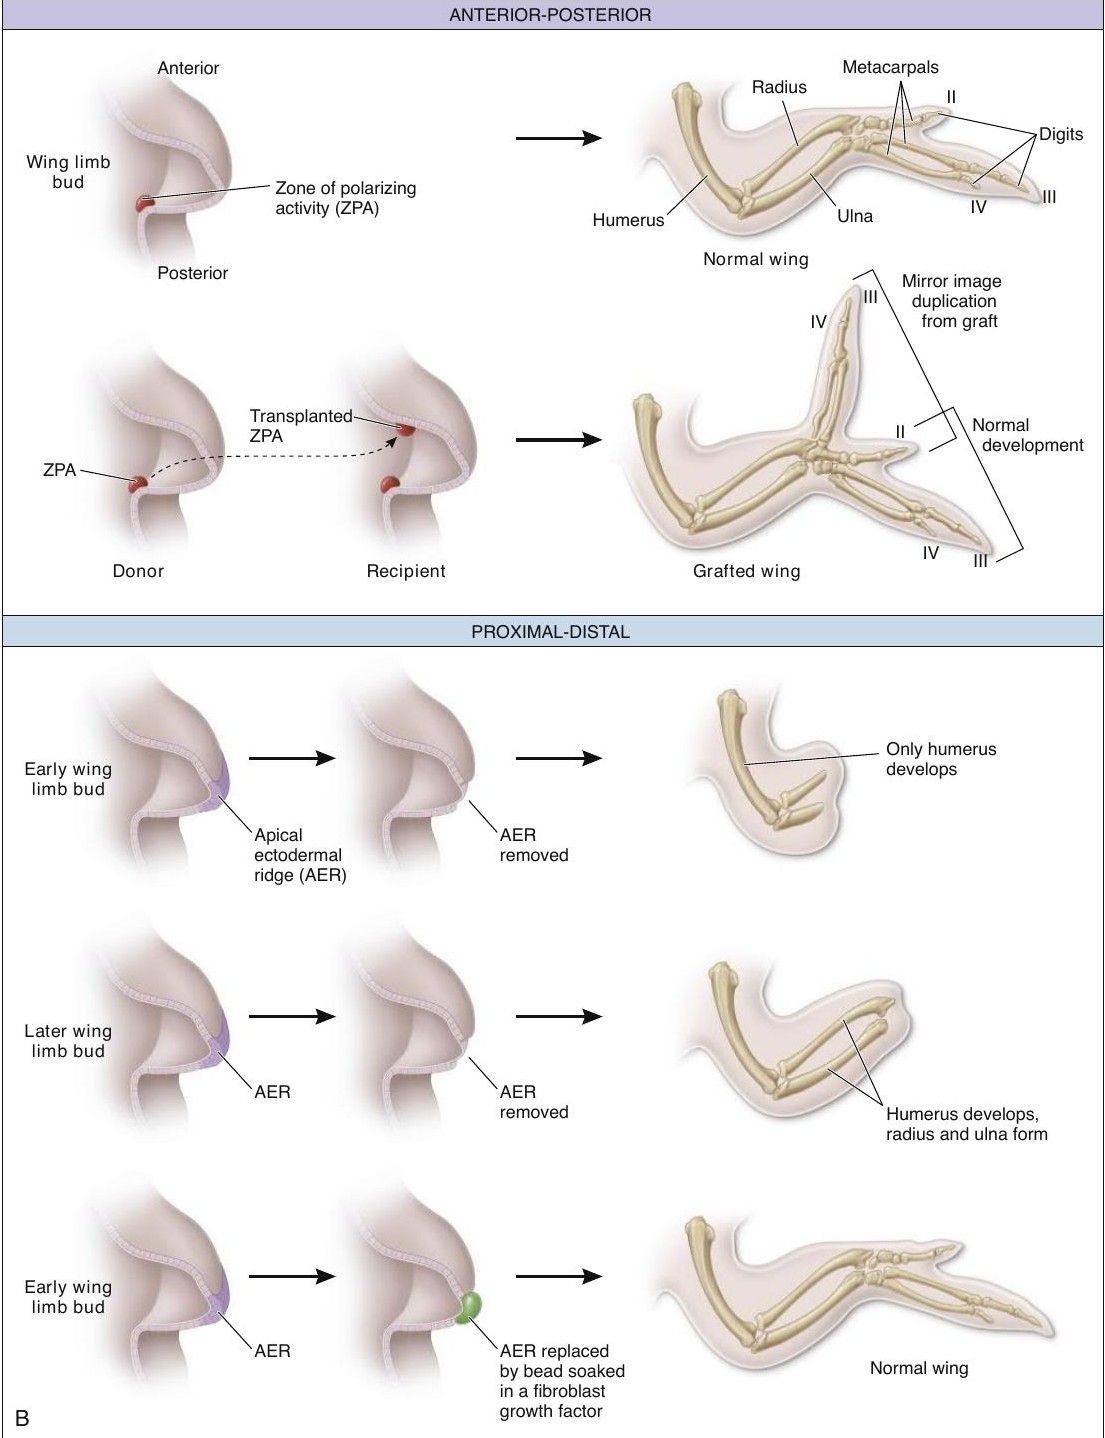 ANTERIOR-POSTERIOR
Anterior
Wing limb
bud
Zone of polarizing
activity (ZPA)
Posterior
Metacarpals
Radius
II
Digits
Humerus
Ulna
IV
III
Normal wing
ZPA
Transplanted
ZPA
Donor
Recipient
III
IV
Mirror image
duplication
from graft
II
Normal
development
IV
III
Grafted wing
PROXIMAL-DISTAL
Early wing
limb bud
Apical
ectodermal
ridge (AER)
AER
removed
Only humerus
develops
Later wing
limb bud
AER
AER
removed
Humerus develops,
radius and ulna form
Early wing
limb bud
AER
AER replaced
by bead soaked
in a fibroblast
growth factor
Normal wing
B